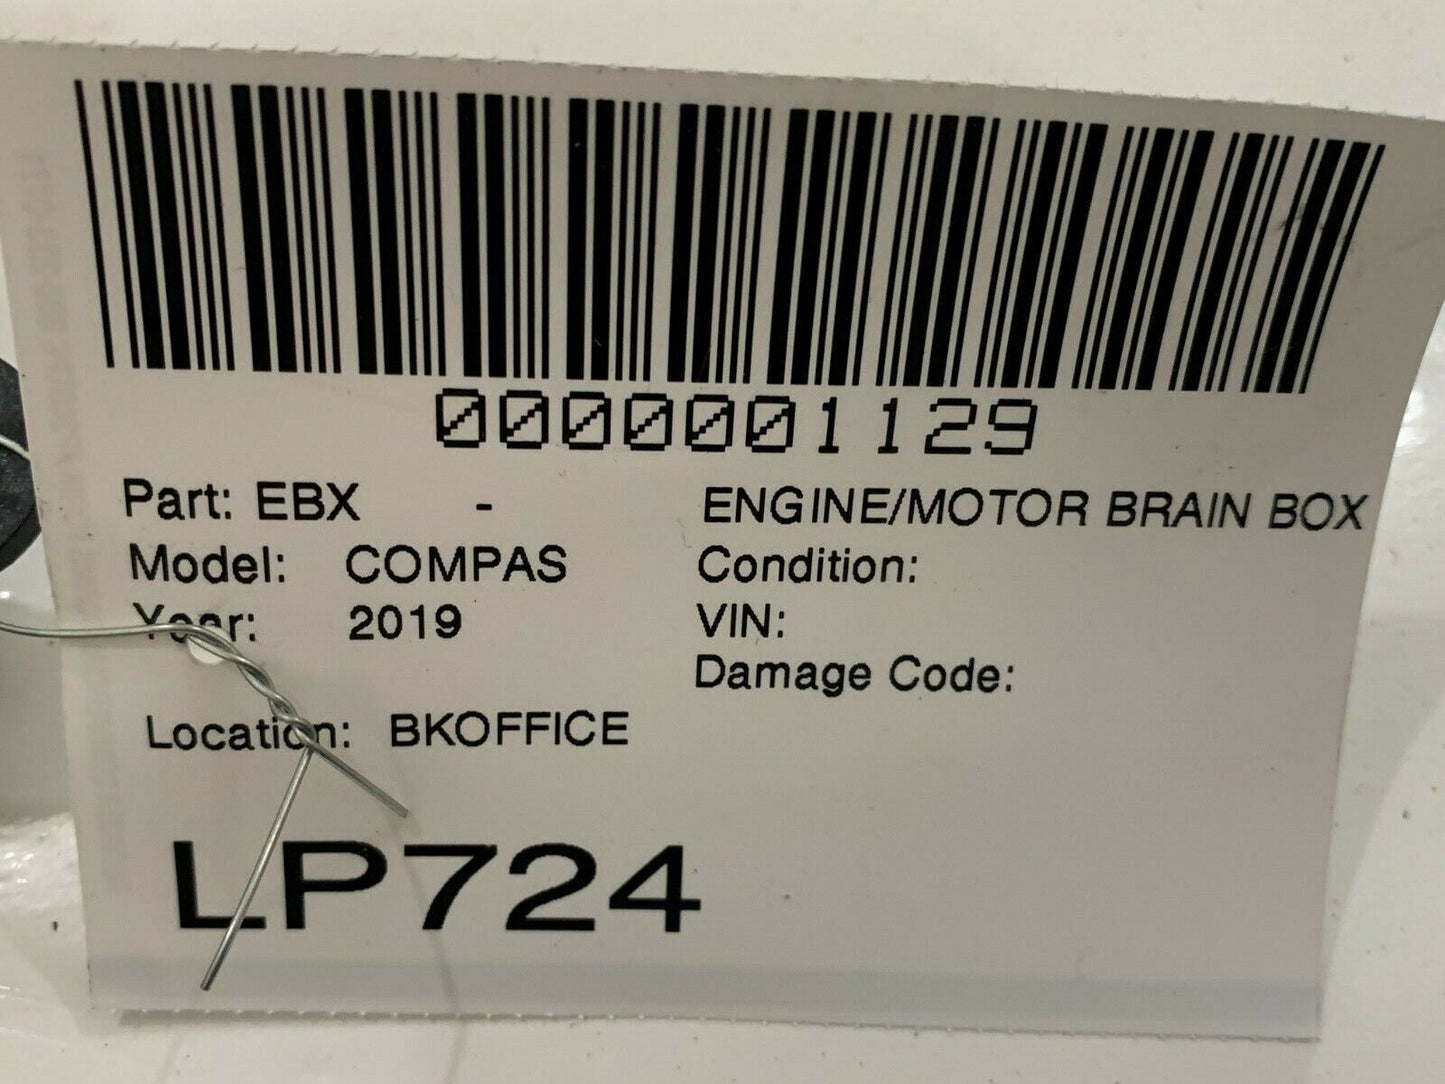 0000001129
Part: EBX - ENGINE/MOTOR BRAIN BOX
Model: COMPAS Condition:
Year: 2019 VIN:
Damage Code:
Location: BKOFFICE
LP724